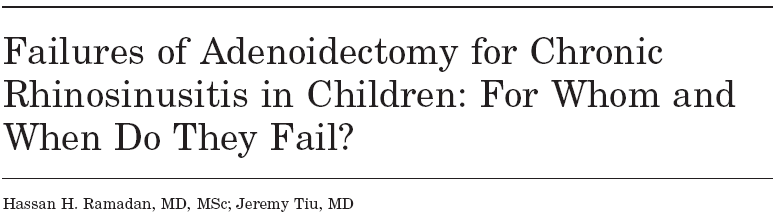 Failures of Adenoidectomy for Chronic
Rhinosinusitis in Children: For Whom and
When Do They Fail?
Hassan H. Ramadan, MD, MSc; Jeremy Tiu, MD